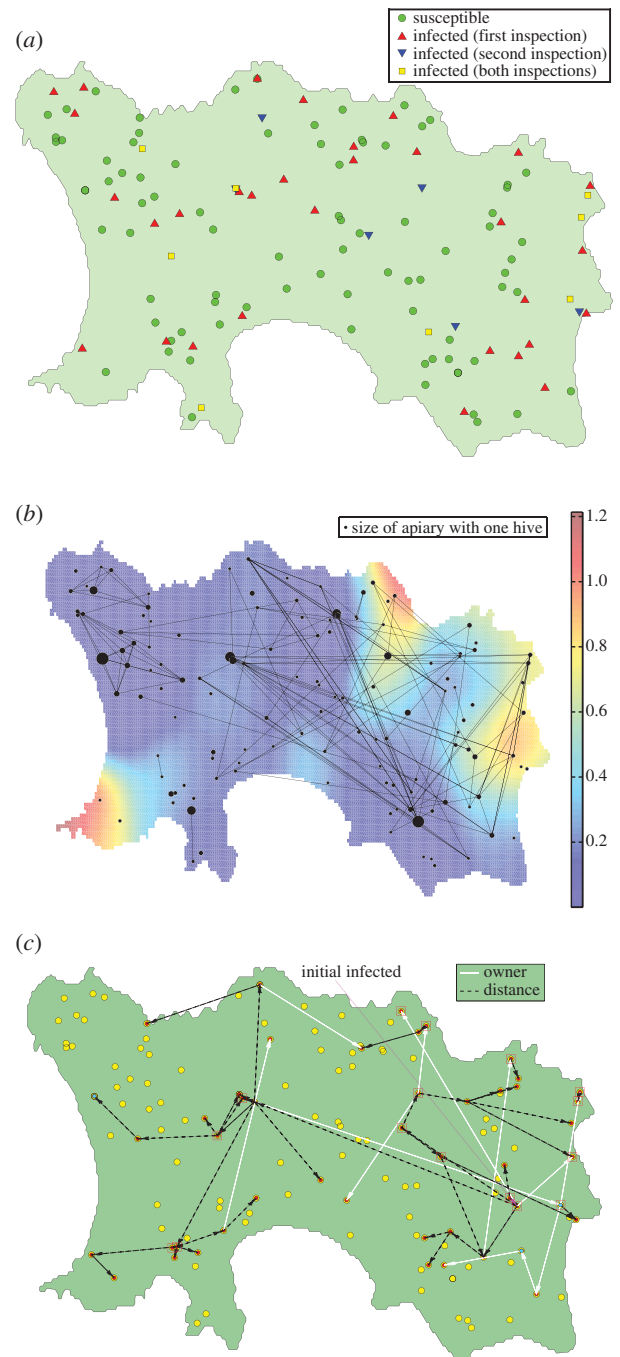 (a)
susceptible
infected (first inspection)
infected (second inspection)
infected (both inspections)
(b)
size of apiary with one hive
1.2
1.0
0.8
0.6
0.4
0.2
(c)
initial infected
owner
distance